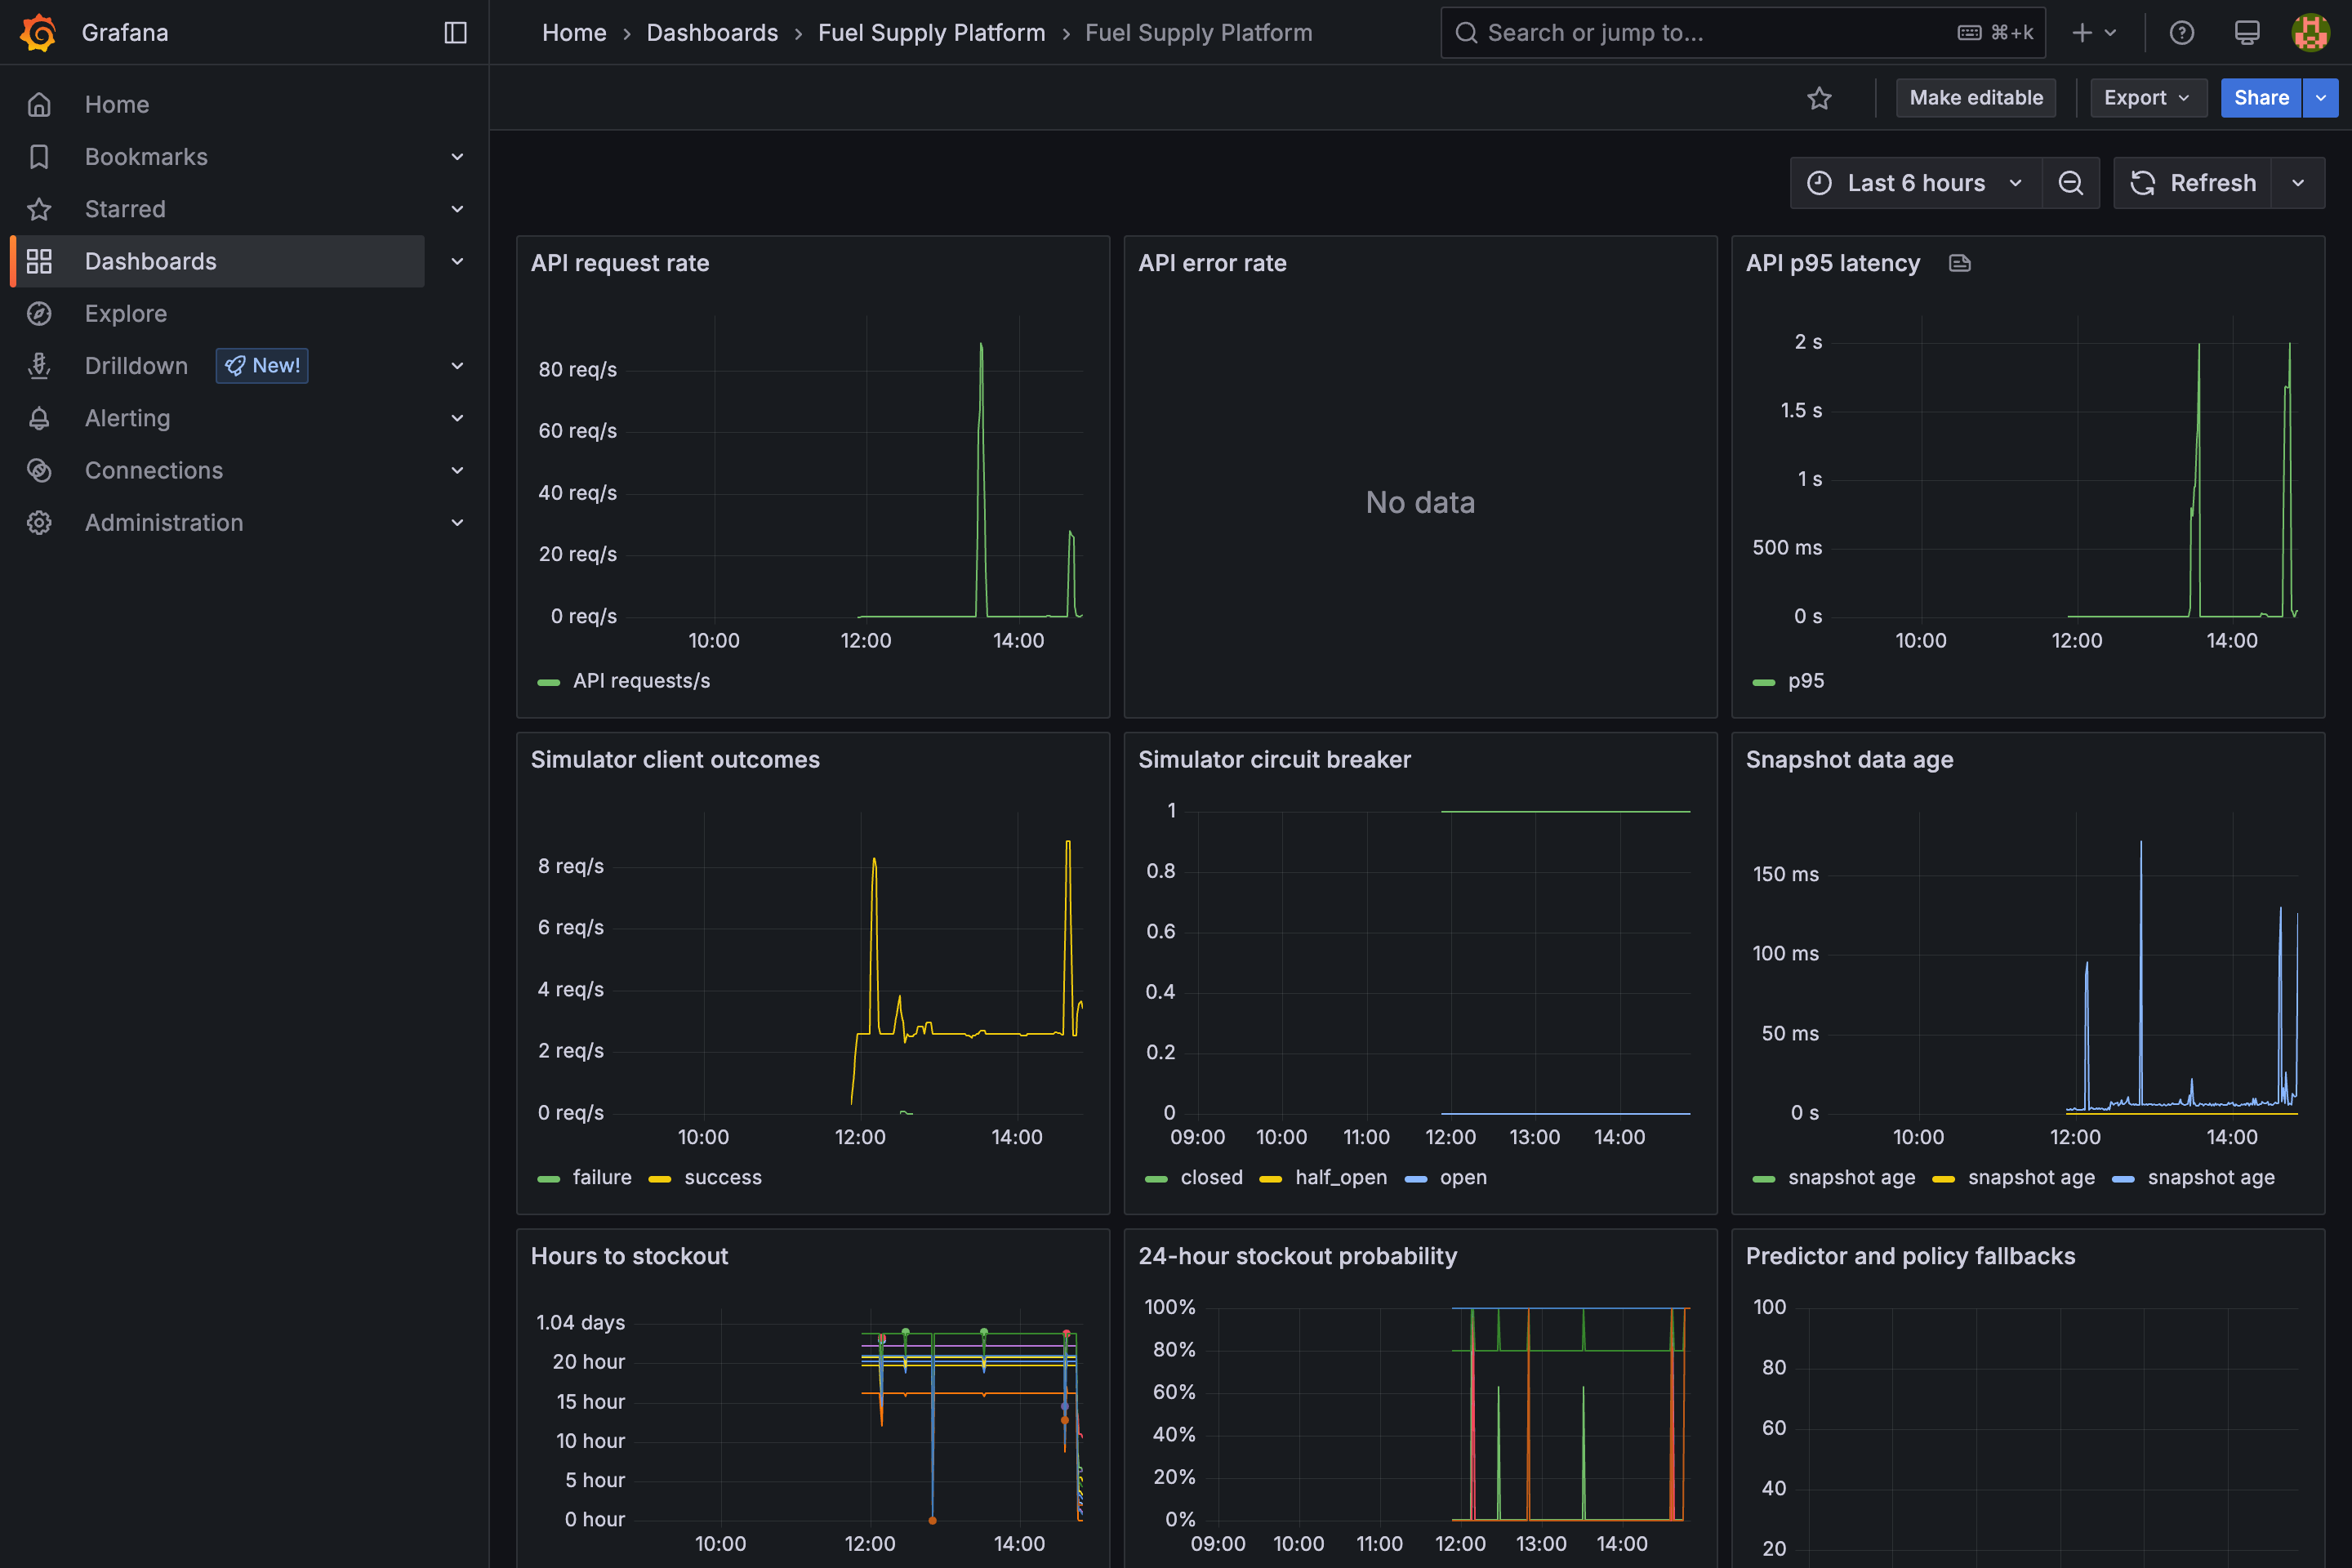 Grafana
Home › Dashboards › Fuel Supply Platform › Fuel Supply Platform
Search or jump to...
⌘+k
Make editable
Export
Share
Home
Bookmarks
Starred
Dashboards
Explore
Drilldown
New!
Alerting
Connections
Administration
Last 6 hours
Refresh
API request rate
80 req/s
60 req/s
40 req/s
20 req/s
0 req/s
10:00 12:00 14:00
API requests/s
API error rate
No data
API p95 latency
2 s
1.5 s
1 s
500 ms
0 s
10:00 12:00 14:00
p95
Simulator client outcomes
8 req/s
6 req/s
4 req/s
2 req/s
0 req/s
10:00 12:00 14:00
failure success
Simulator circuit breaker
1
0.8
0.6
0.4
0.2
0
09:00 10:00 11:00 12:00 13:00 14:00
closed half_open open
Snapshot data age
150 ms
100 ms
50 ms
0 s
10:00 12:00 14:00
snapshot age snapshot age snapshot age
Hours to stockout
1.04 days
20 hour
15 hour
10 hour
5 hour
0 hour
10:00 12:00 14:00
24-hour stockout probability
100%
80%
60%
40%
20%
0%
09:00 10:00 11:00 12:00 13:00 14:00
Predictor and policy fallbacks
100
80
60
40
20